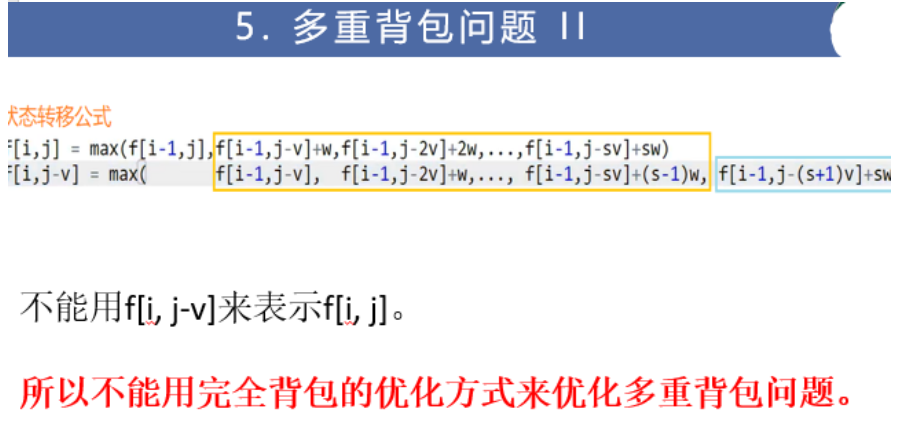 5. 多重背包问题 II
状态转移公式
f[i,j] = max(f[i-1,j],f[i-1,j-v]+w,f[i-1,j-2v]+2w,...,f[i-1,j-sv]+sw)
f[i,j-v] = max( f[i-1,j-v], f[i-1,j-2v]+w,..., f[i-1,j-sv]+(s-1)w, f[i-1,j-(s+1)v]+sw
不能用f[i, j-v]来表示f[i, j]。
所以不能用完全背包的优化方式来优化多重背包问题。